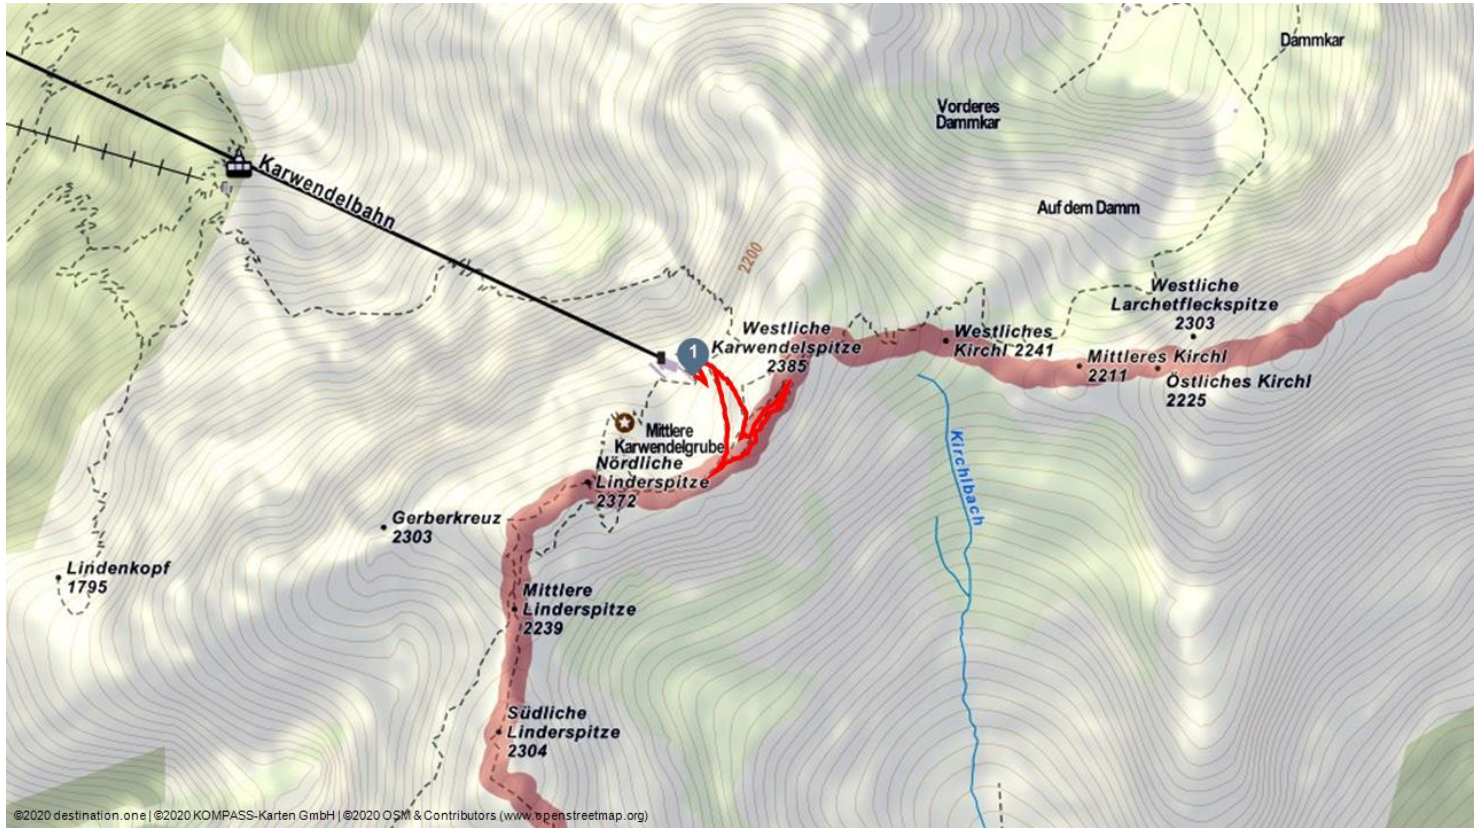 Dammkar
Vorderes
Dammkar
Karwendelbahn
Auf dem Damm
2200
Westliche
Larchetfleckspitze
2303
Westliche
Karwendelspitze
2385
1
Westliches
Kirchl 2241
Mittleres Kirchl
2211
Östliches Kirchl
2225
Mittlere
Karwendelgrube
Kirchlbach
Nördliche
Linderspitze
2372
Gerberkreuz
2303
Lindenkopf
1795
Mittlere
Linderspitze
2239
Südliche
Linderspitze
2304
©2020 destination.one | ©2020 KOMPASS-Karten GmbH | ©2020 OSM & Contributors (www.openstreetmap.org)